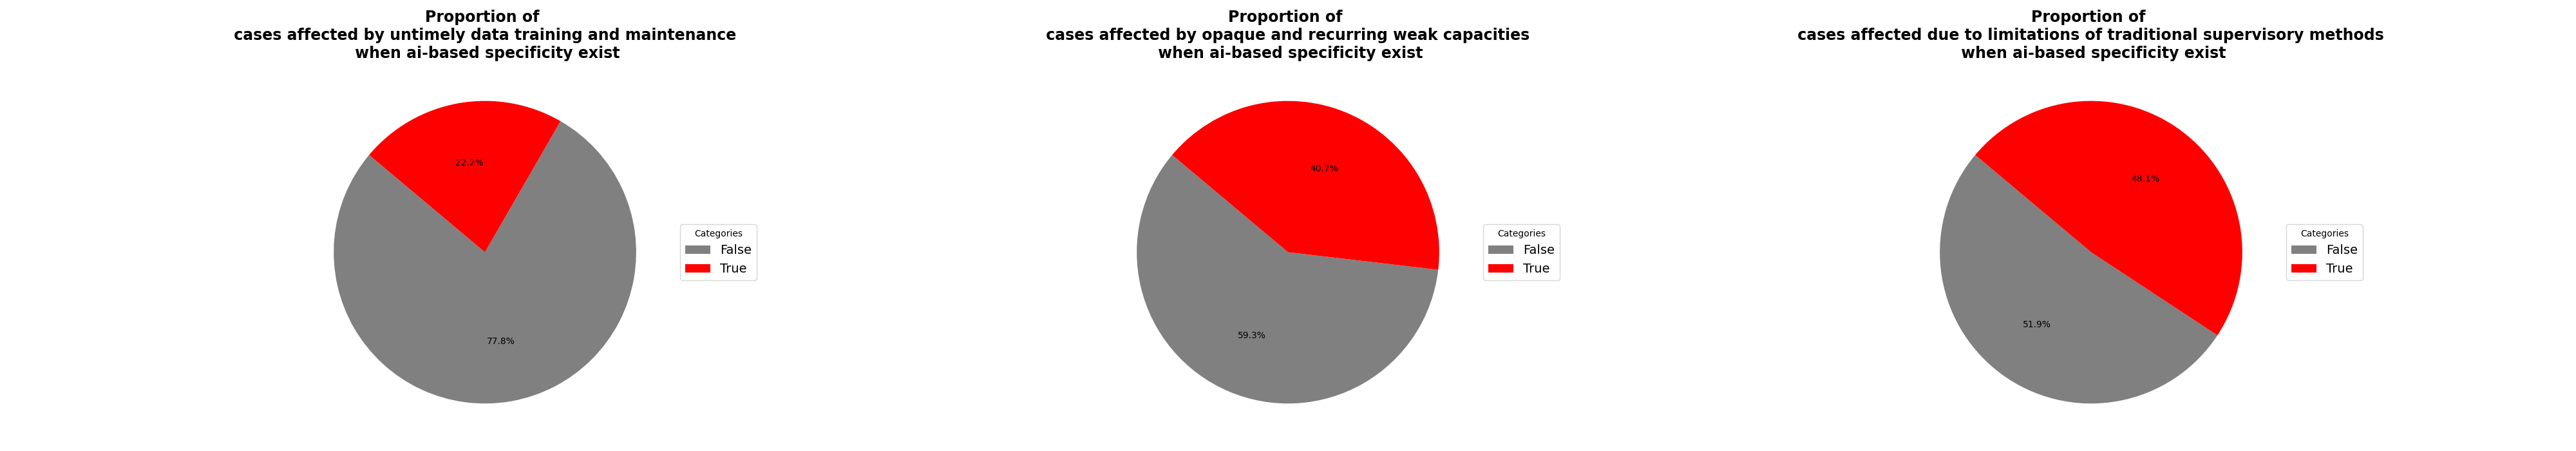 Proportion of
cases affected by untimely data training and maintenance
when ai-based specificity exist
22.2%
77.8%
Categories
False
True
Proportion of
cases affected by opaque and recurring weak capacities
when ai-based specificity exist
40.7%
59.3%
Categories
False
True
Proportion of
cases affected due to limitations of traditional supervisory methods
when ai-based specificity exist
48.1%
51.9%
Categories
False
True